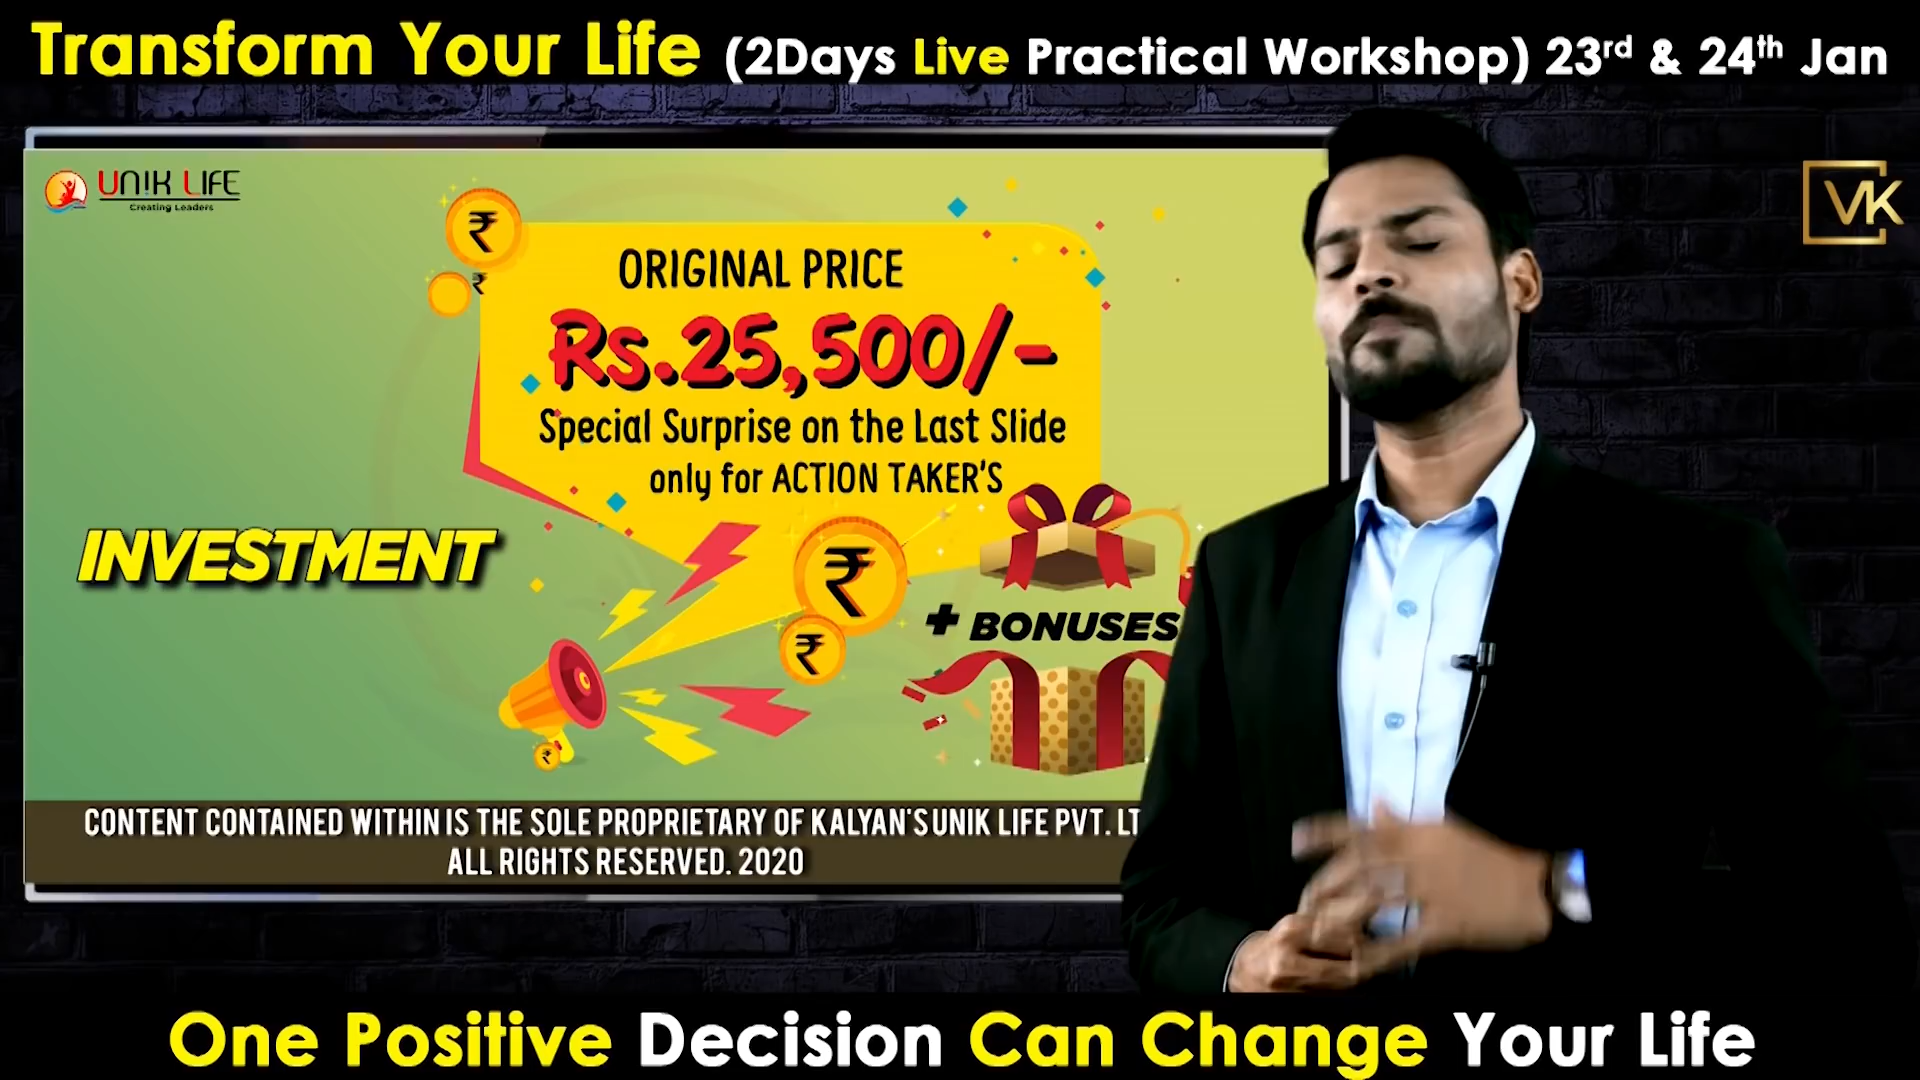 Transform Your Life (2Days Live Practical Workshop) 23rd & 24th Jan
UN!K LIFE
Creating Leaders
VK
₹
₹
ORIGINAL PRICE
Rs.25,500/-
Special Surprise on the Last Slide
only for ACTION TAKER'S
INVESTMENT
₹
₹
+ BONUSES
₹
CONTENT CONTAINED WITHIN IS THE SOLE PROPRIETARY OF KALYAN'S UNIK LIFE PVT. LT
ALL RIGHTS RESERVED. 2020
One Positive Decision Can Change Your Life